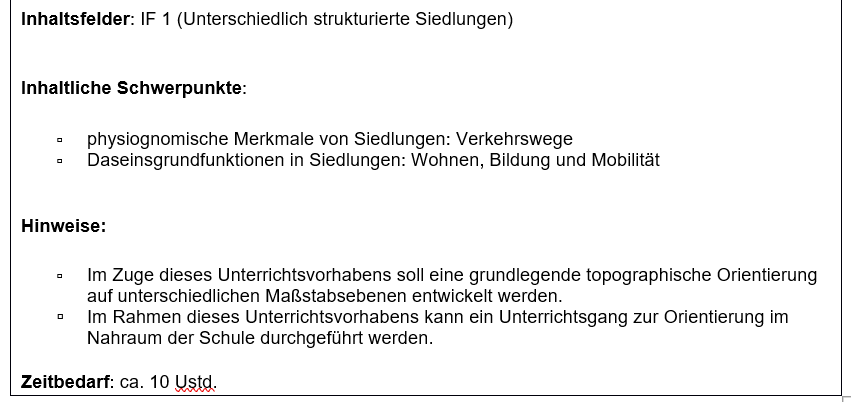 Inhaltsfelder: IF 1 (Unterschiedlich strukturierte Siedlungen)
Inhaltliche Schwerpunkte:
▫ physiognomische Merkmale von Siedlungen: Verkehrswege
▫ Daseinsgrundfunktionen in Siedlungen: Wohnen, Bildung und Mobilität
Hinweise:
▫ Im Zuge dieses Unterrichtsvorhabens soll eine grundlegende topographische Orientierung
auf unterschiedlichen Maßstabsebenen entwickelt werden.
▫ Im Rahmen dieses Unterrichtsvorhabens kann ein Unterrichtsgang zur Orientierung im
Nahraum der Schule durchgeführt werden.
Zeitbedarf: ca. 10 Ustd.